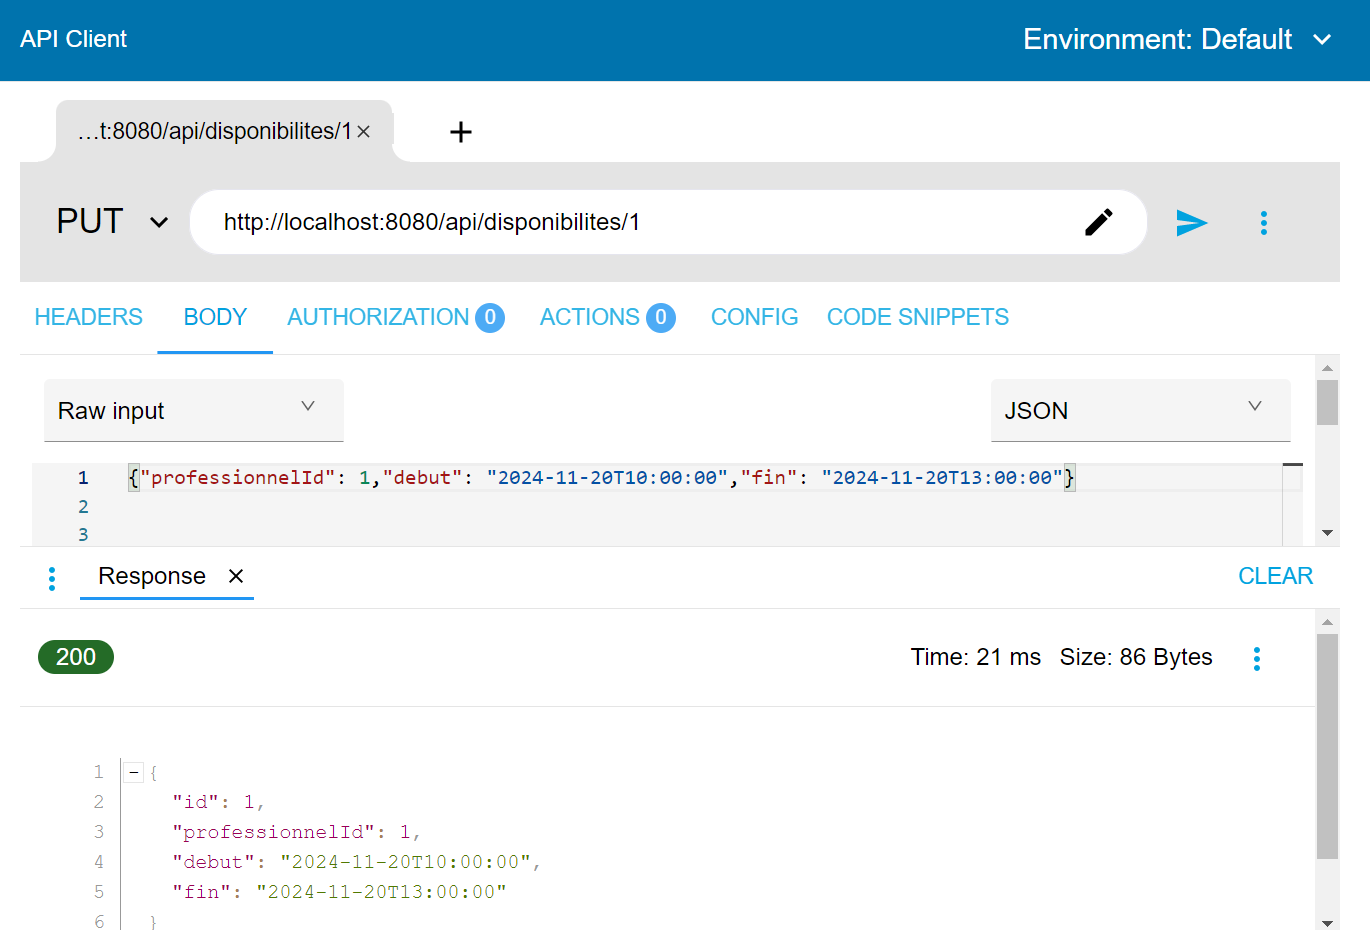 API Client
Environment: Default
...t:8080/api/disponibilites/1
PUT
http://localhost:8080/api/disponibilites/1
HEADERS BODY AUTHORIZATION 0 ACTIONS 0 CONFIG CODE SNIPPETS
Raw input
JSON
1 {"professionnelId": 1,"debut": "2024-11-20T10:00:00","fin": "2024-11-20T13:00:00"}
2
3
Response
CLEAR
200
Time: 21 ms Size: 86 Bytes
1 {
2 "id": 1,
3 "professionnelId": 1,
4 "debut": "2024-11-20T10:00:00",
5 "fin": "2024-11-20T13:00:00"
6 }